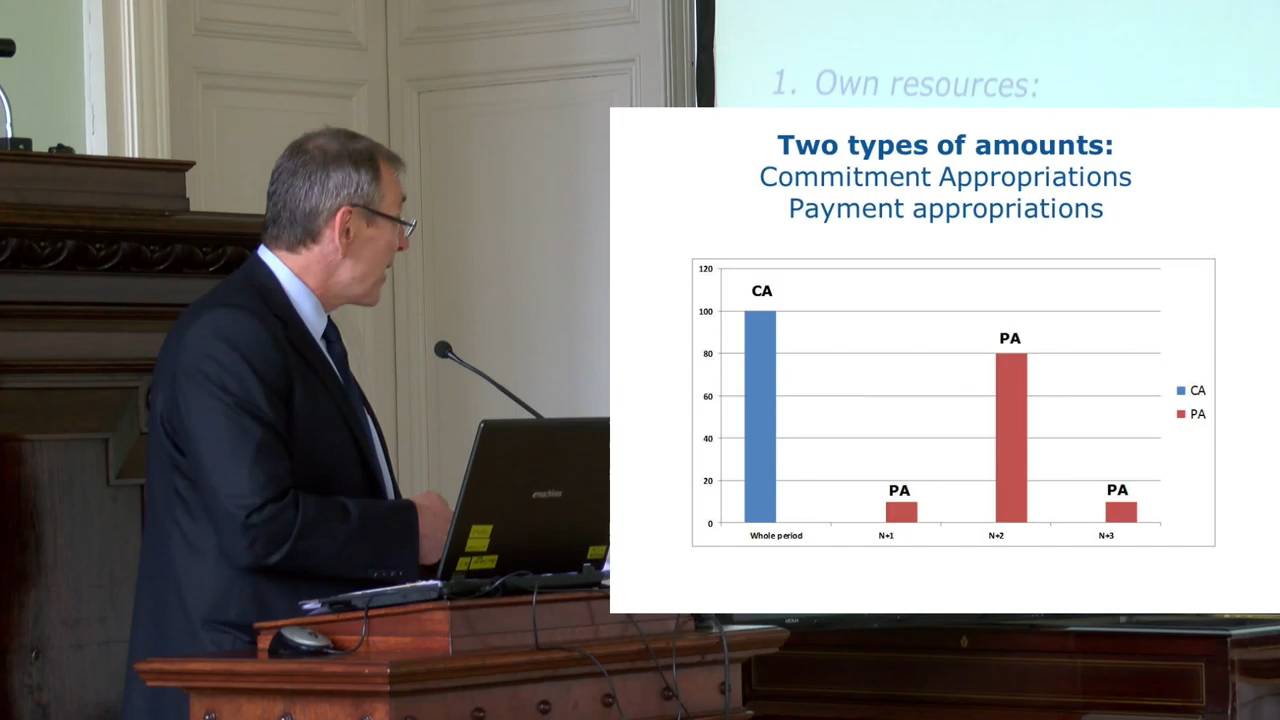 1. Own resources:
Two types of amounts:
Commitment Appropriations
Payment appropriations
120
100
80
60
40
20
0
CA
PA
PA
PA
Whole period
N+1
N+2
N+3
CA
PA
eMachines